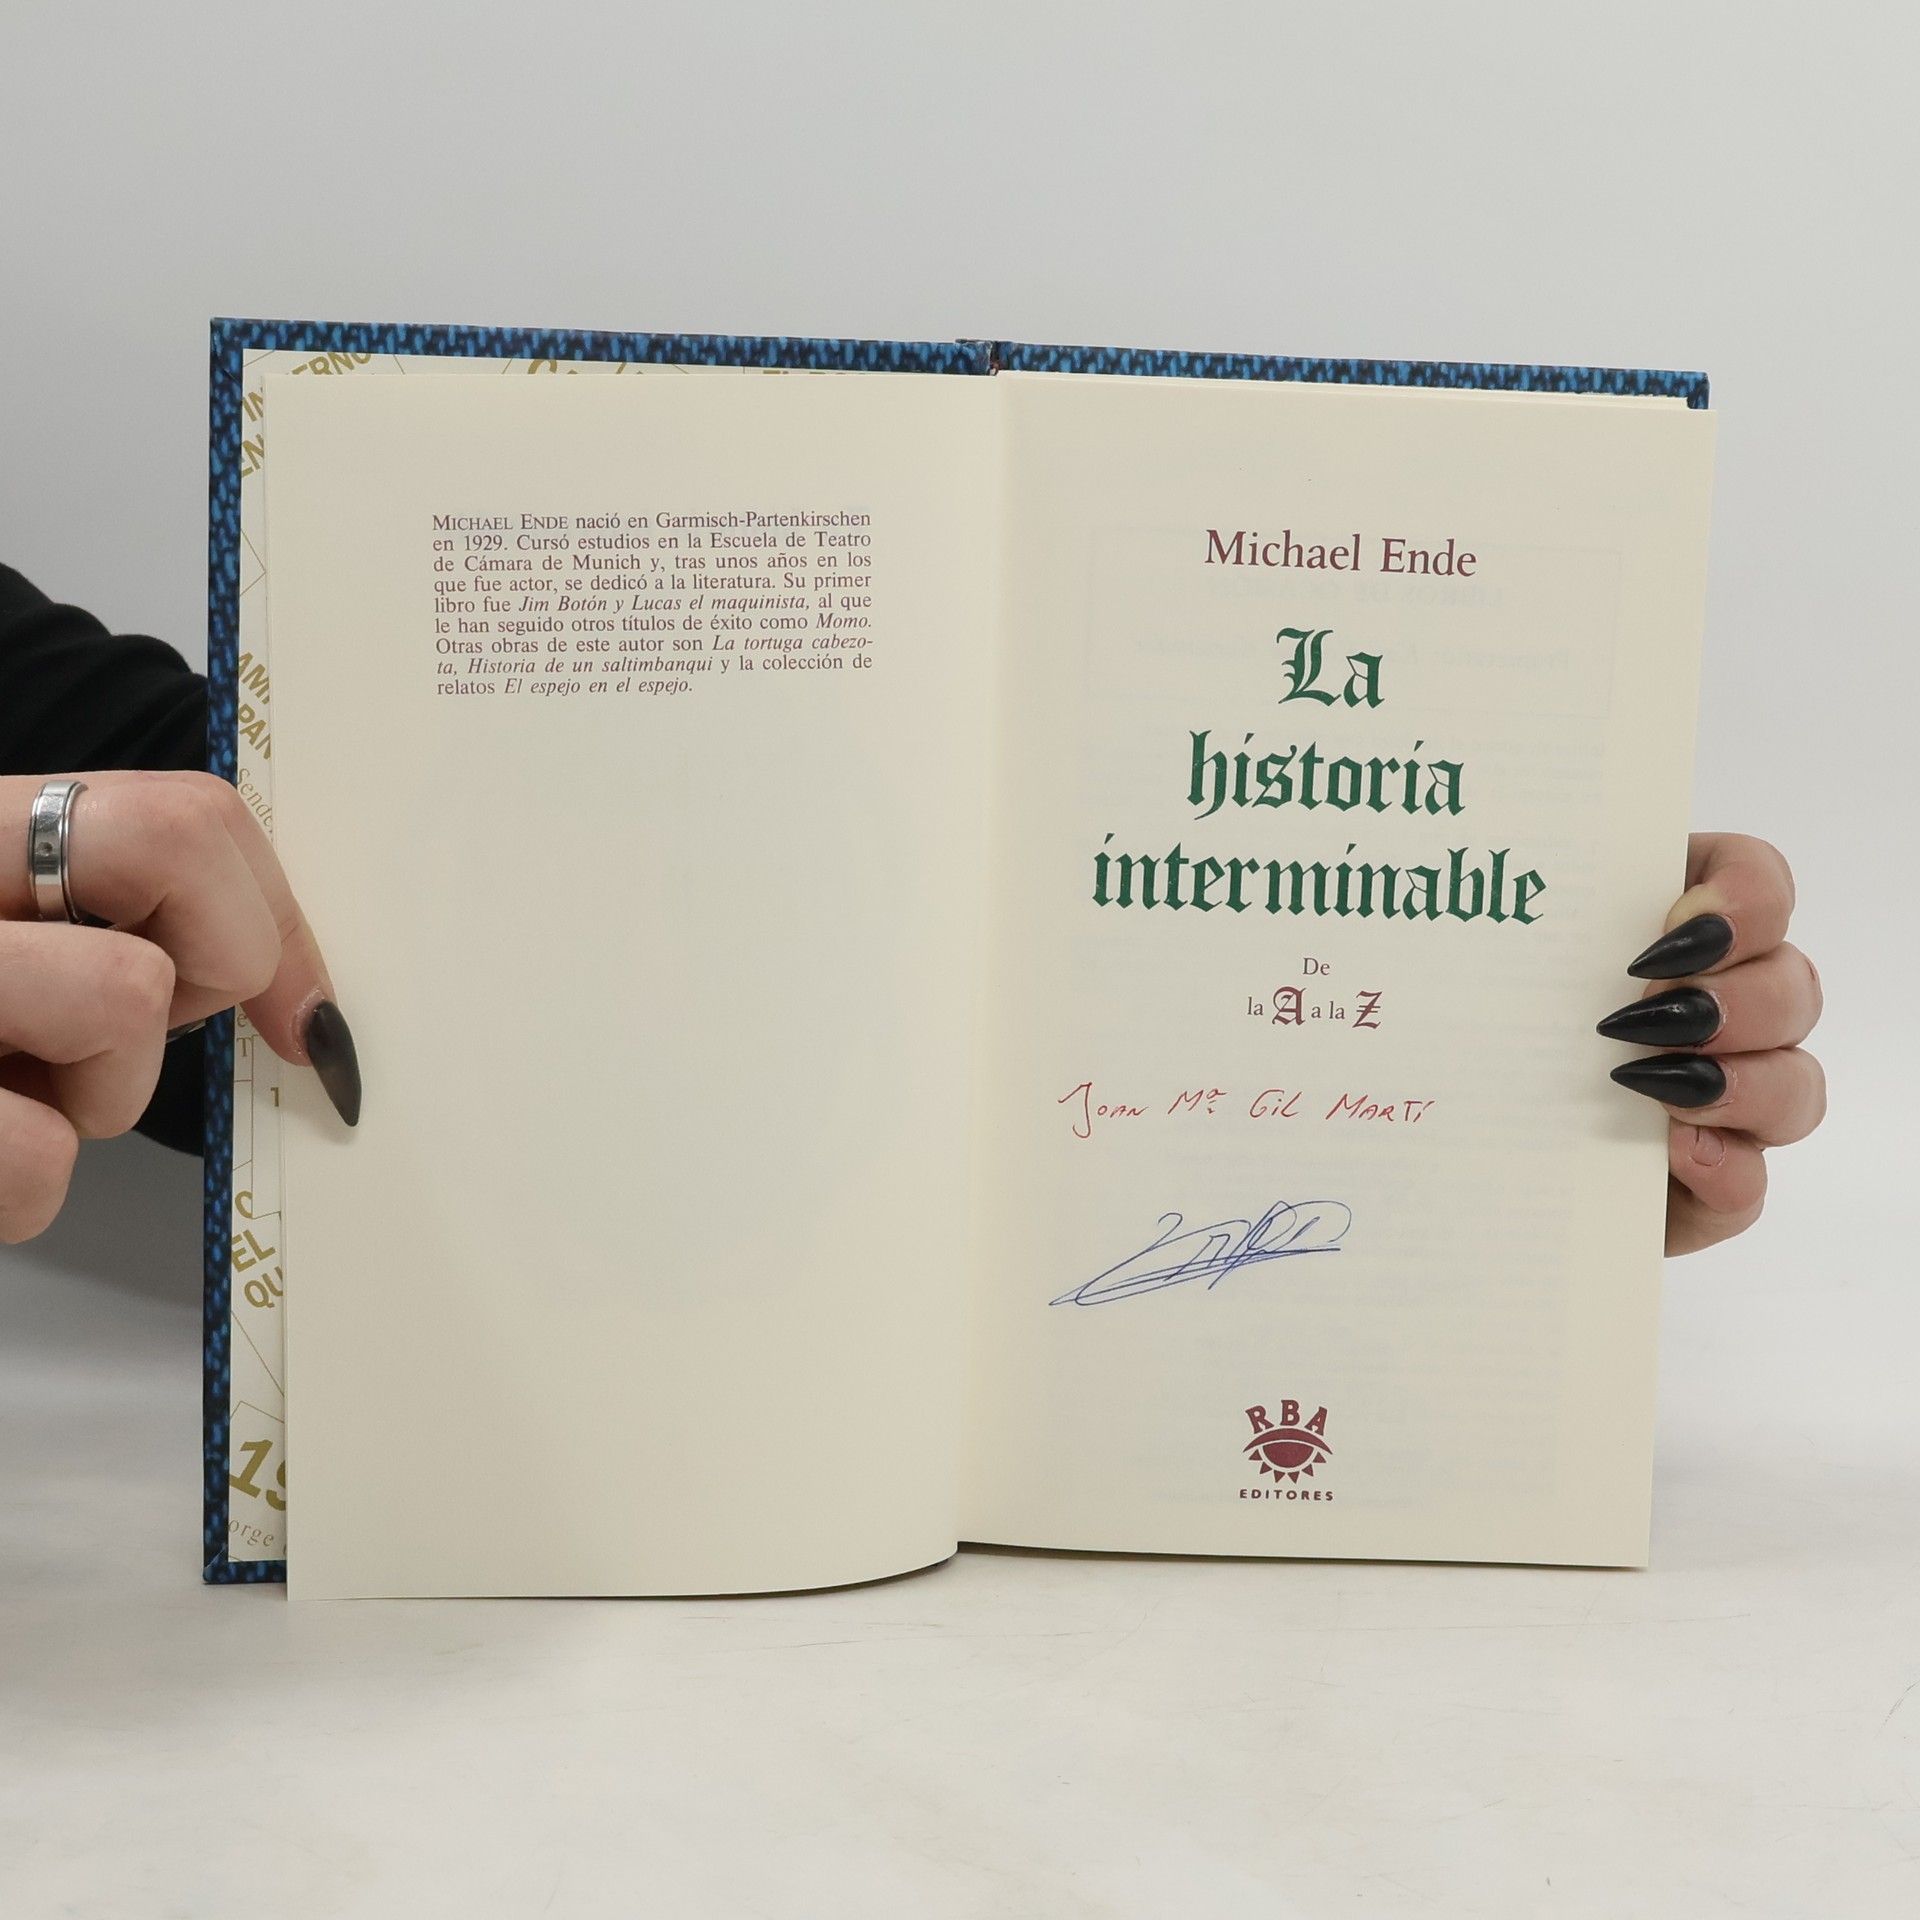 MICHAEL ENDE nació en Garmisch-Partenkirschen
en 1929. Cursó estudios en la Escuela de Teatro
de Cámara de Munich y, tras unos años en los
que fue actor, se dedicó a la literatura. Su primer
libro fue Jim Botón y Lucas el maquinista, al que
le han seguido otros títulos de éxito como Momo.
Otras obras de este autor son La tortuga cabezo-
ta, Historia de un saltimbanqui y la colección de
relatos El espejo en el espejo.
Michael Ende
La
historia
interminable
De
la A a la Z
Joan Mª Gil Martí
RBA
EDITORES